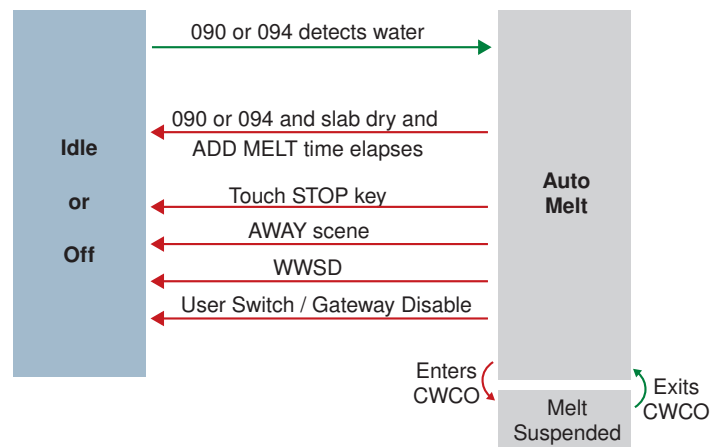 090 or 094 detects water
090 or 094 and slab dry and
ADD MELT time elapses
Idle
or
Off
Touch STOP key
AWAY scene
WWSD
User Switch / Gateway Disable
Auto
Melt
Enters
CWCO
Melt
Suspended
Exits
CWCO